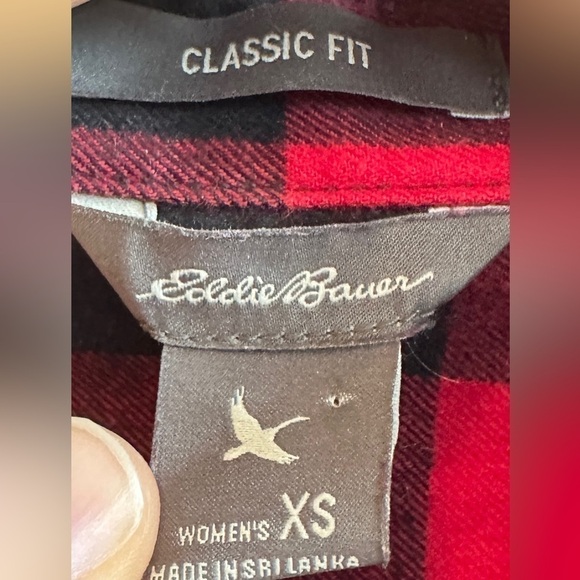 CLASSIC FIT
Eddie Bauer
WOMEN'S XS
MADE IN SRI LANKA